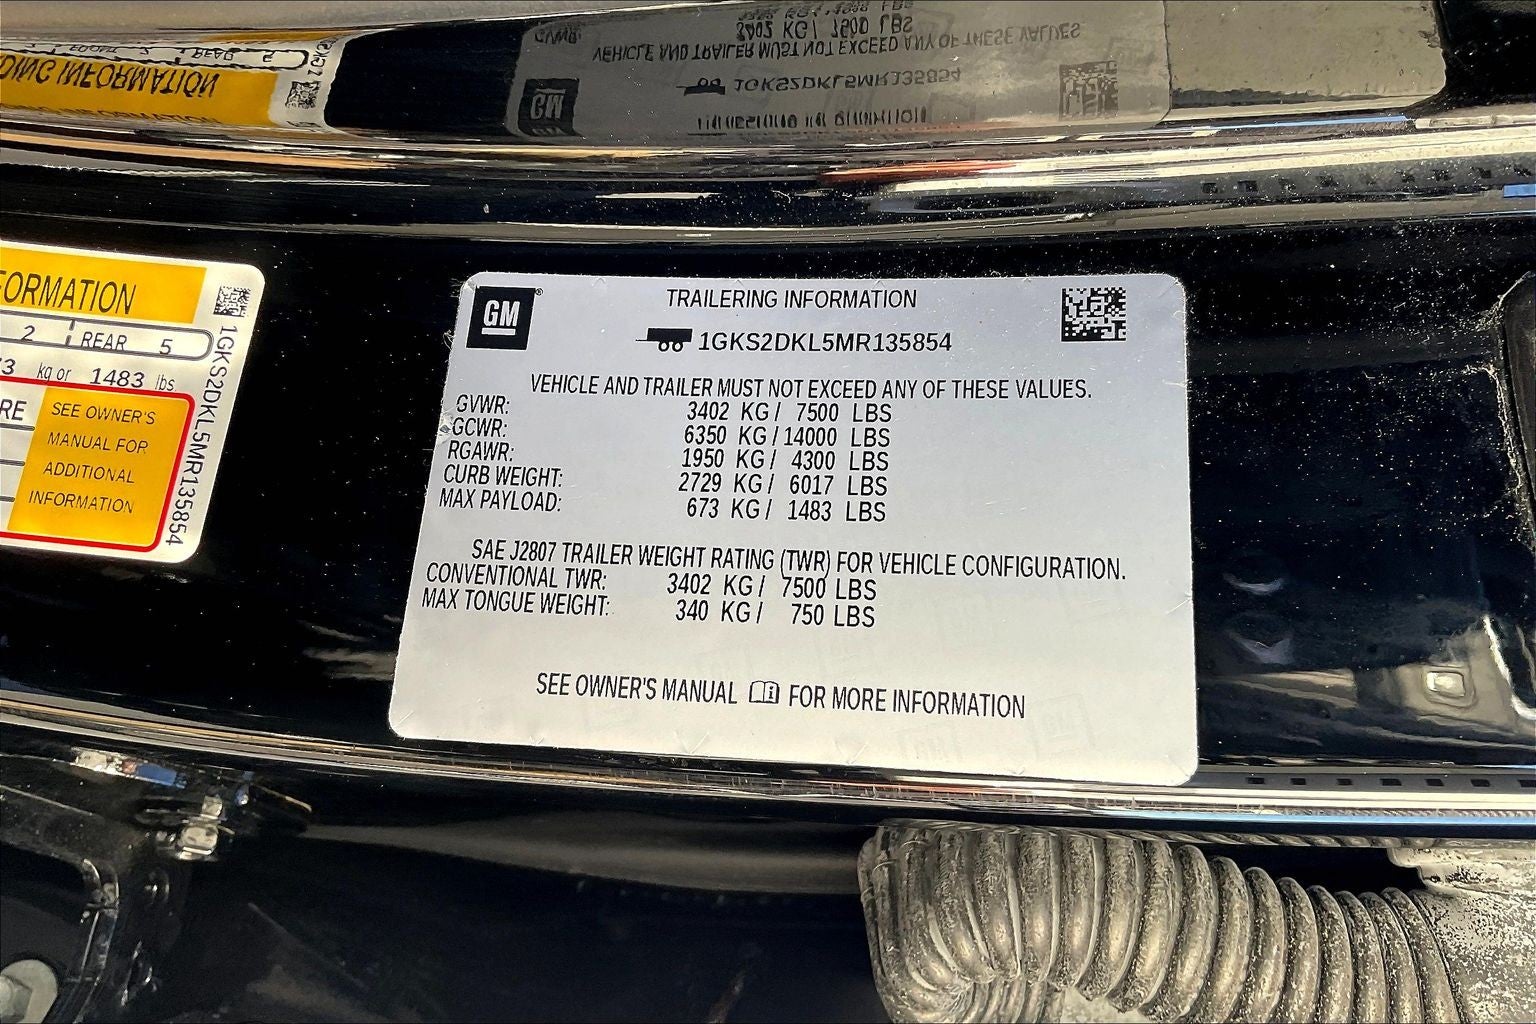 ORMATION
2 REAR 5
3 kg or 1483 lbs
RE
SEE OWNER'S
MANUAL FOR
ADDITIONAL
INFORMATION
1GKS2DKL5MR135854
GM
TRAILERING INFORMATION
1GKS2DKL5MR135854
VEHICLE AND TRAILER MUST NOT EXCEED ANY OF THESE VALUES.
GVWR: 3402 KG / 7500 LBS
GCWR: 6350 KG / 14000 LBS
RGAWR: 1950 KG / 4300 LBS
CURB WEIGHT: 2729 KG / 6017 LBS
MAX PAYLOAD: 673 KG / 1483 LBS
SAE J2807 TRAILER WEIGHT RATING (TWR) FOR VEHICLE CONFIGURATION.
CONVENTIONAL TWR: 3402 KG / 7500 LBS
MAX TONGUE WEIGHT: 340 KG / 750 LBS
SEE OWNER'S MANUAL FOR MORE INFORMATION